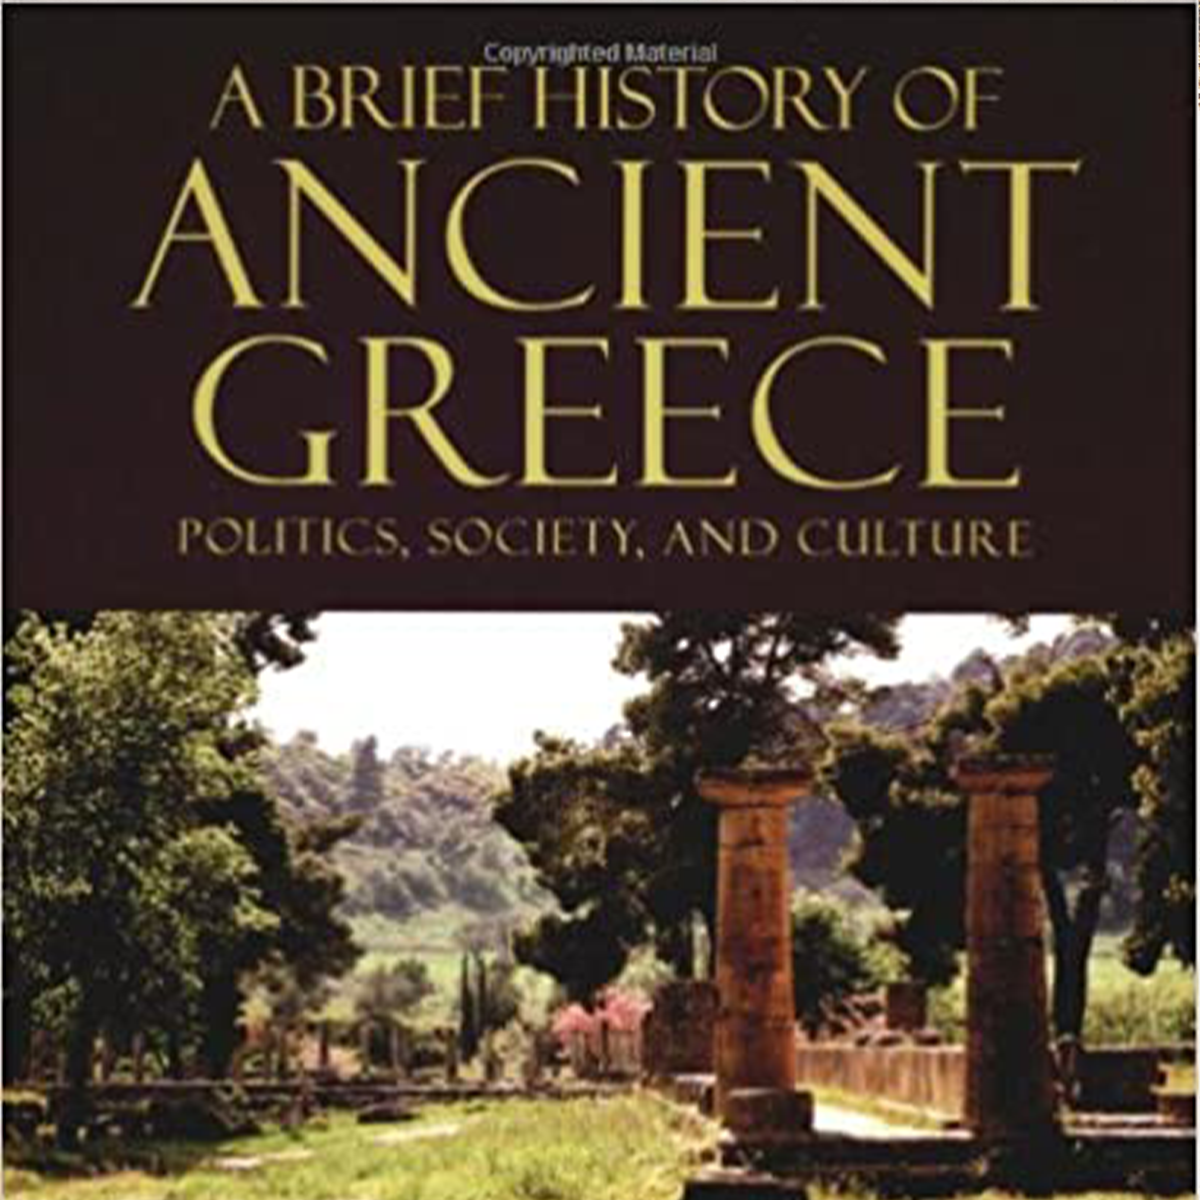 Copyrighted Material
A BRIEF HISTORY OF
ANCIENT
GREECE
POLITICS, SOCIETY, AND CULTURE